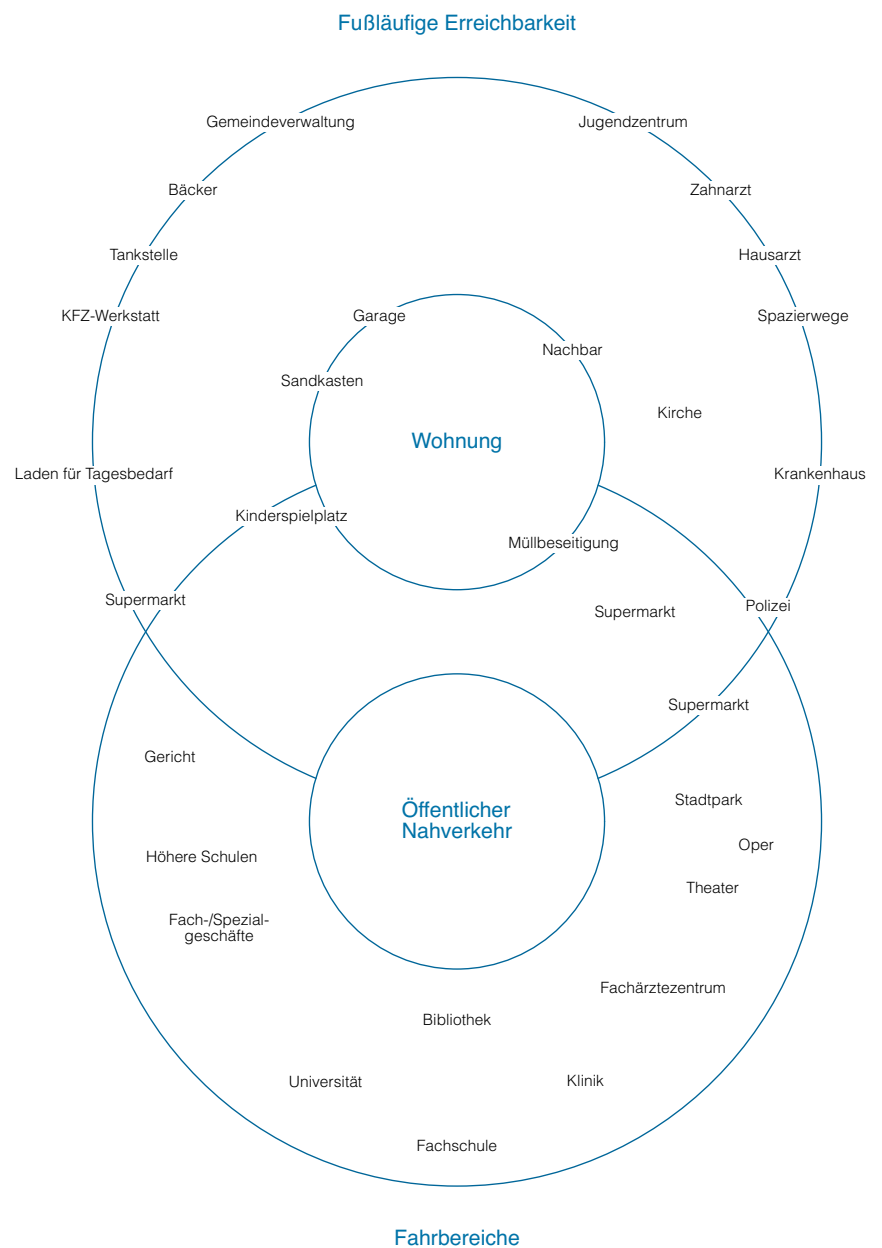 Fußläufige Erreichbarkeit
Gemeindeverwaltung
Jugendzentrum
Bäcker
Zahnarzt
Tankstelle
Hausarzt
KFZ-Werkstatt
Garage
Spazierwege
Nachbar
Sandkasten
Kirche
Wohnung
Laden für Tagesbedarf
Krankenhaus
Kinderspielplatz
Müllbeseitigung
Supermarkt
Polizei
Supermarkt
Supermarkt
Gericht
Stadtpark
Öffentlicher
Nahverkehr
Oper
Höhere Schulen
Theater
Fach-/Spezial-
geschäfte
Fachärztezentrum
Bibliothek
Universität
Klinik
Fachschule
Fahrbereiche